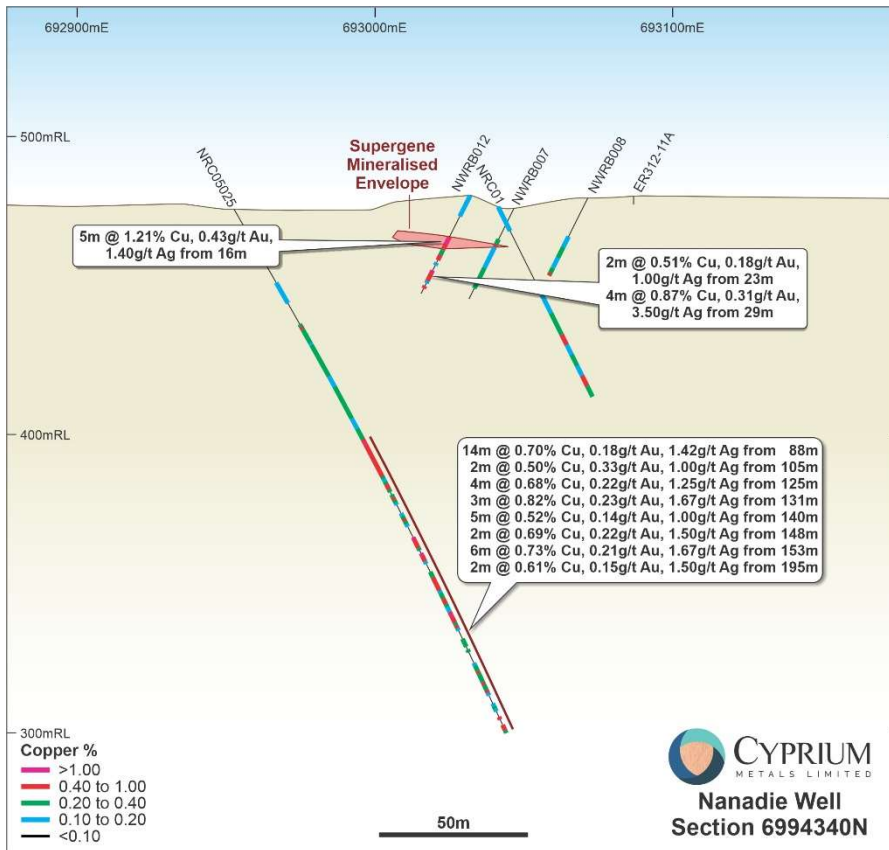 692900mE
693000mE
693100mE
500mRL
NRC05025
Supergene
Mineralised
Envelope
NWRB012
NRC01
NWRB007
NWRB008
ER312-11A
5m @ 1.21% Cu, 0.43g/t Au,
1.40g/t Ag from 16m
2m @ 0.51% Cu, 0.18g/t Au,
1.00g/t Ag from 23m
4m @ 0.87% Cu, 0.31g/t Au,
3.50g/t Ag from 29m
400mRL
14m @ 0.70% Cu, 0.18g/t Au, 1.42g/t Ag from 88m
2m @ 0.50% Cu, 0.33g/t Au, 1.00g/t Ag from 105m
4m @ 0.68% Cu, 0.22g/t Au, 1.25g/t Ag from 125m
3m @ 0.82% Cu, 0.23g/t Au, 1.67g/t Ag from 131m
5m @ 0.52% Cu, 0.14g/t Au, 1.00g/t Ag from 140m
2m @ 0.69% Cu, 0.22g/t Au, 1.50g/t Ag from 148m
6m @ 0.73% Cu, 0.21g/t Au, 1.67g/t Ag from 153m
2m @ 0.61% Cu, 0.15g/t Au, 1.50g/t Ag from 195m
300mRL
Copper %
>1.00
0.40 to 1.00
0.20 to 0.40
0.10 to 0.20
<0.10
50m
CYPRIUM
METALS LIMITED
Nanadie Well
Section 6994340N